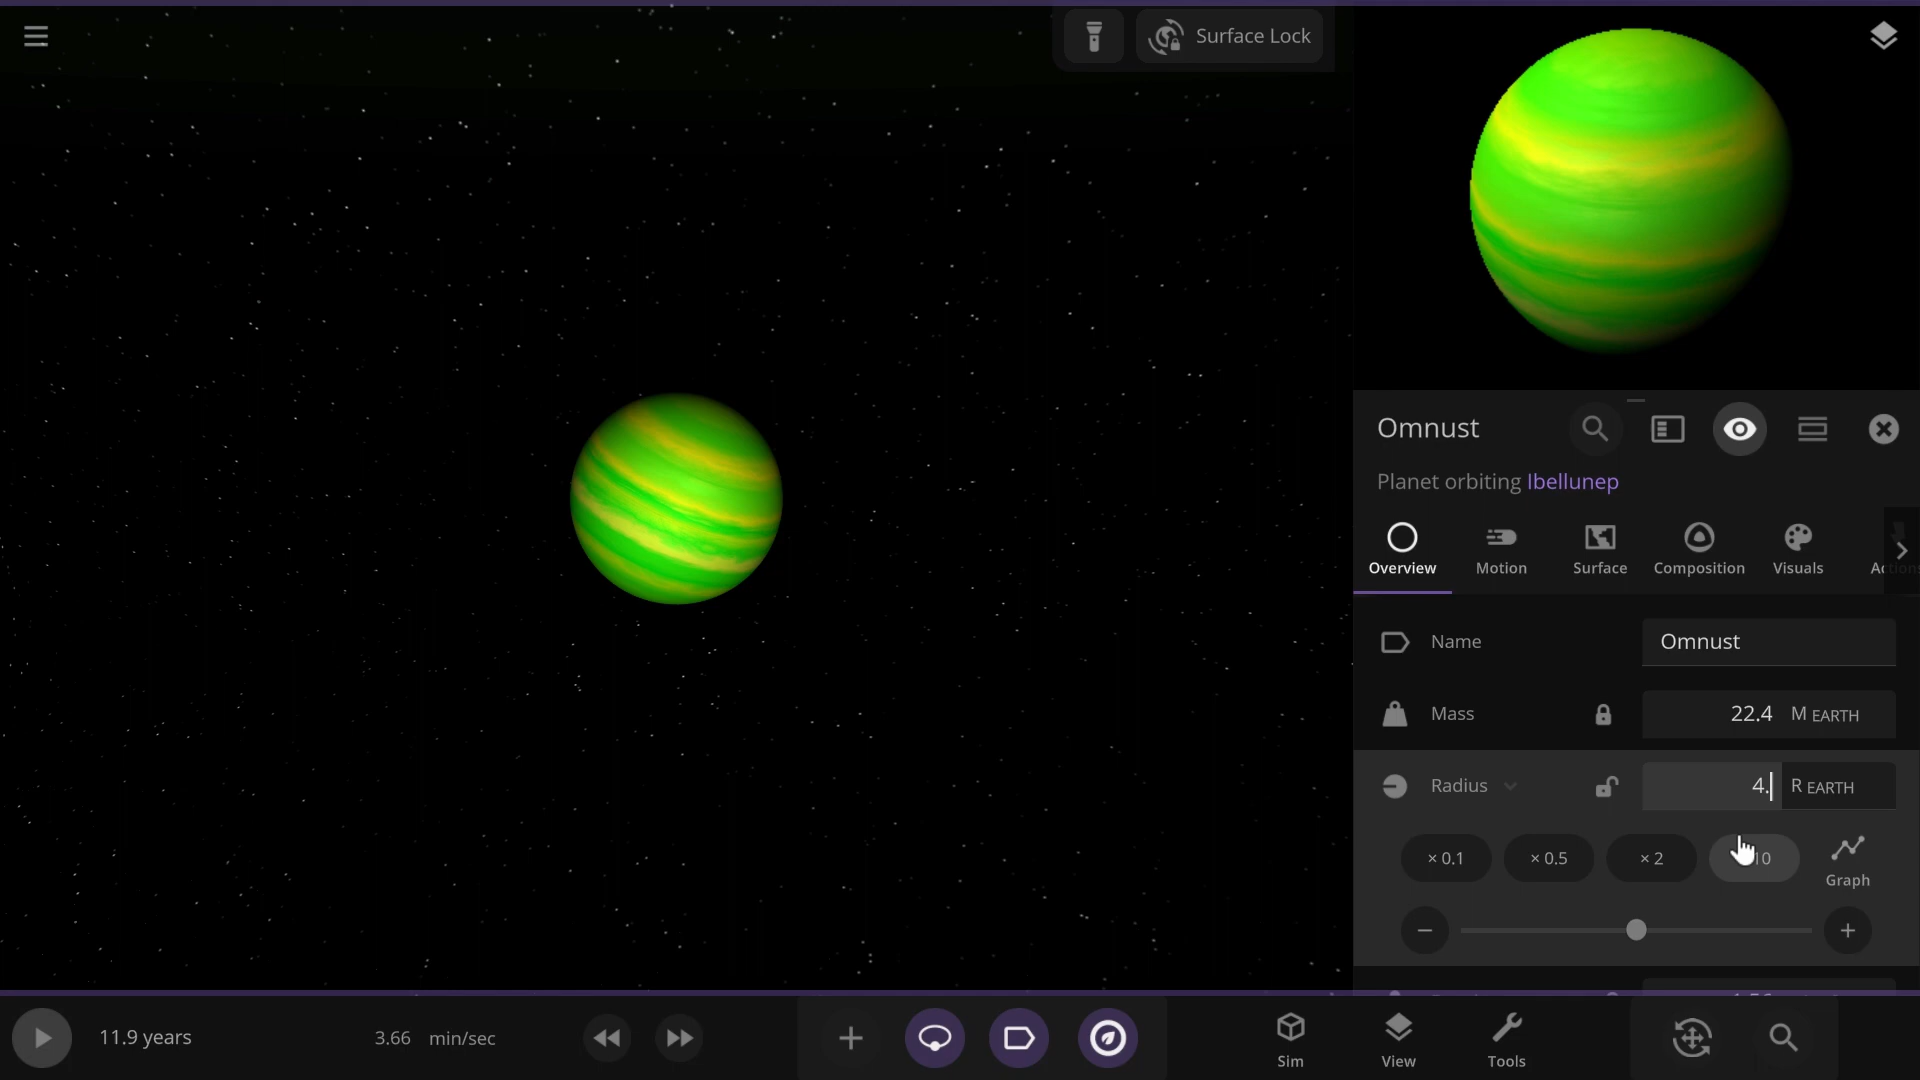 Surface Lock
Omnust
Planet orbiting Ibellunep
Overview
Motion
Surface
Composition
Visuals
Name
Omnust
Mass
22.4 M EARTH
Radius
4. R EARTH
× 0.1
× 0.5
× 2
Graph
11.9 years
3.66 min/sec
Sim
View
Tools